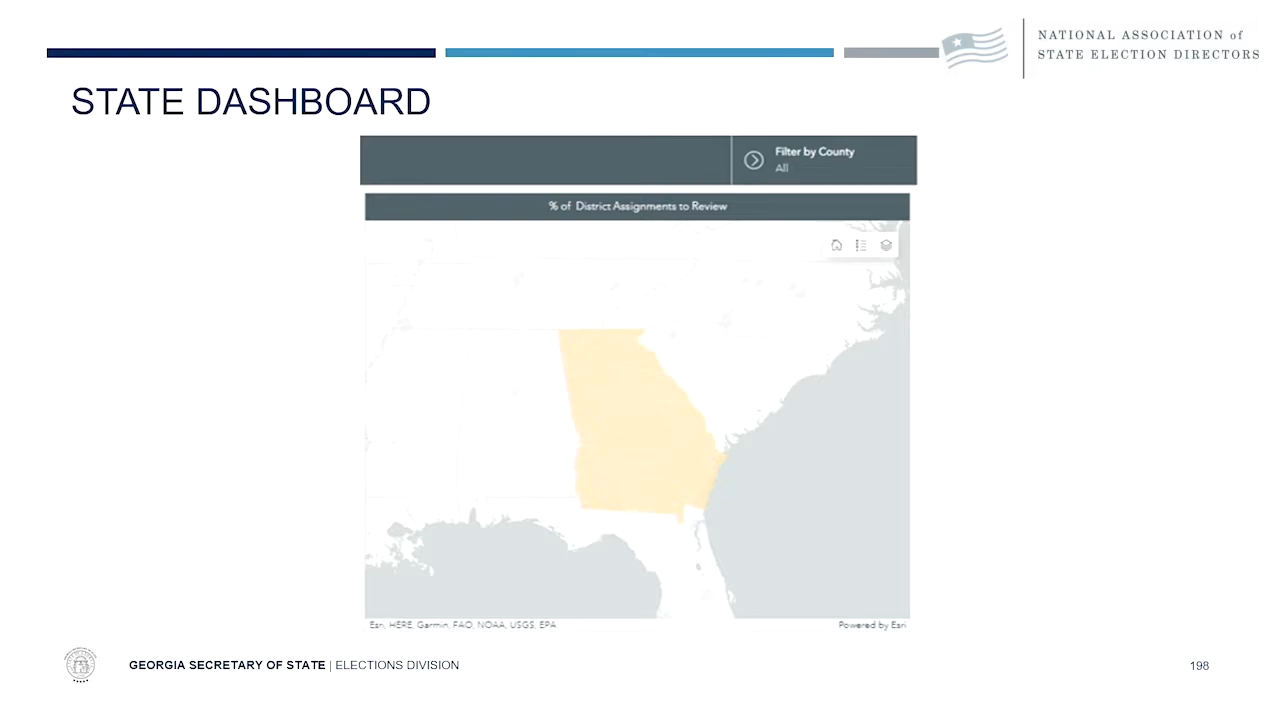 NATIONAL ASSOCIATION of
STATE ELECTION DIRECTORS
STATE DASHBOARD
Filter by County
All
% of District Assignments to Review
Esri, HERE, Garmin, FAO, NOAA, USGS, EPA
Powered by Esri
GEORGIA SECRETARY OF STATE | ELECTIONS DIVISION
198